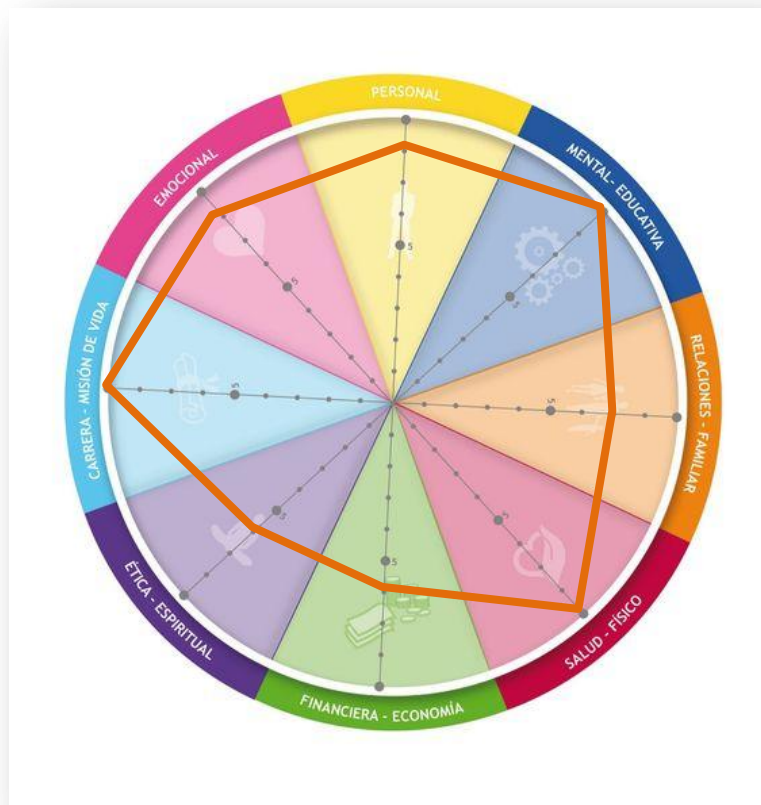 PERSONAL
MENTAL- EDUCATIVA
RELACIONES - FAMILIAR
SALUD - FÍSICO
FINANCIERA - ECONOMÍA
ÉTICA - ESPIRITUAL
CARRERA - MISIÓN DE VIDA
EMOCIONAL
5
5
5
5
5
5
5
5